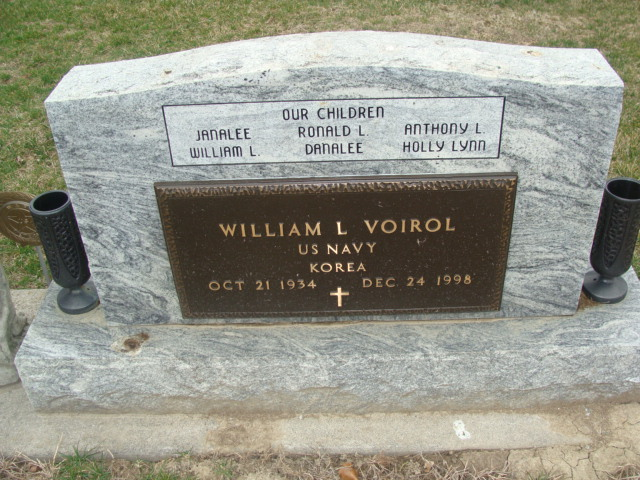 OUR CHILDREN
JANALEE RONALD L. ANTHONY L.
WILLIAM L. DANALEE HOLLY LYNN
WILLIAM L VOIROL
US NAVY
KOREA
OCT 21 1934 DEC 24 1998